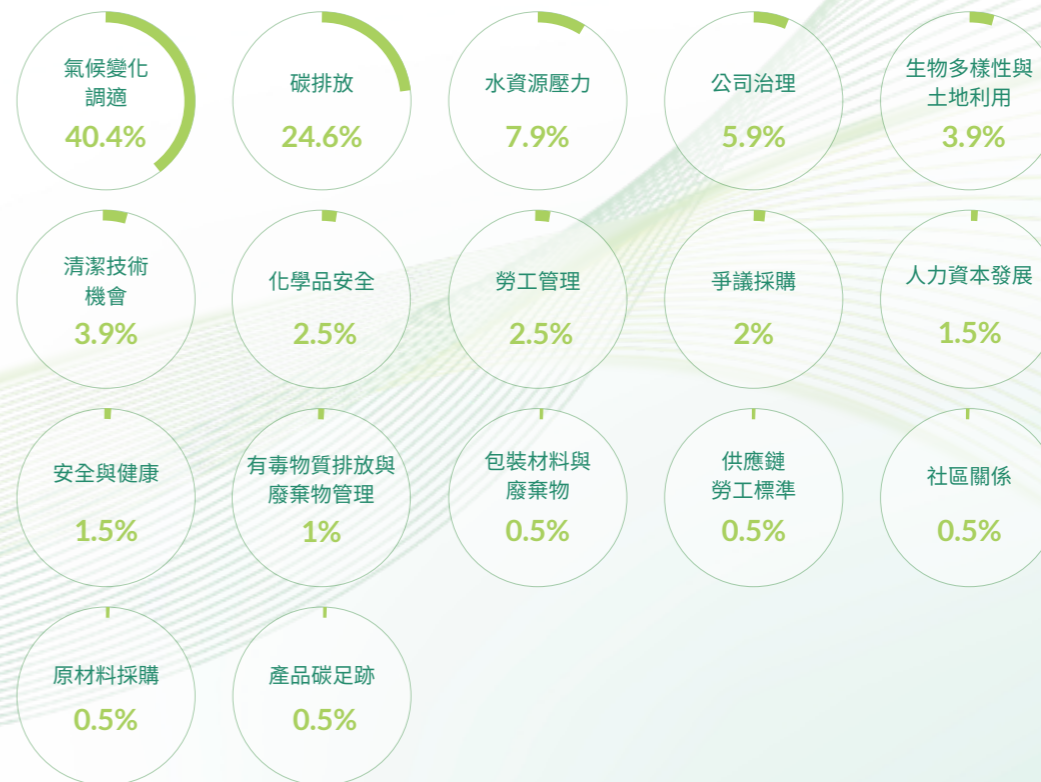 氣候變化
調適
40.4%
碳排放
24.6%
水資源壓力
7.9%
公司治理
5.9%
生物多樣性與
土地利用
3.9%
清潔技術
機會
3.9%
化學品安全
2.5%
勞工管理
2.5%
爭議採購
2%
人力資本發展
1.5%
安全與健康
1.5%
有毒物質排放與
廢棄物管理
1%
包裝材料與
廢棄物
0.5%
供應鏈
勞工標準
0.5%
社區關係
0.5%
原材料採購
0.5%
產品碳足跡
0.5%